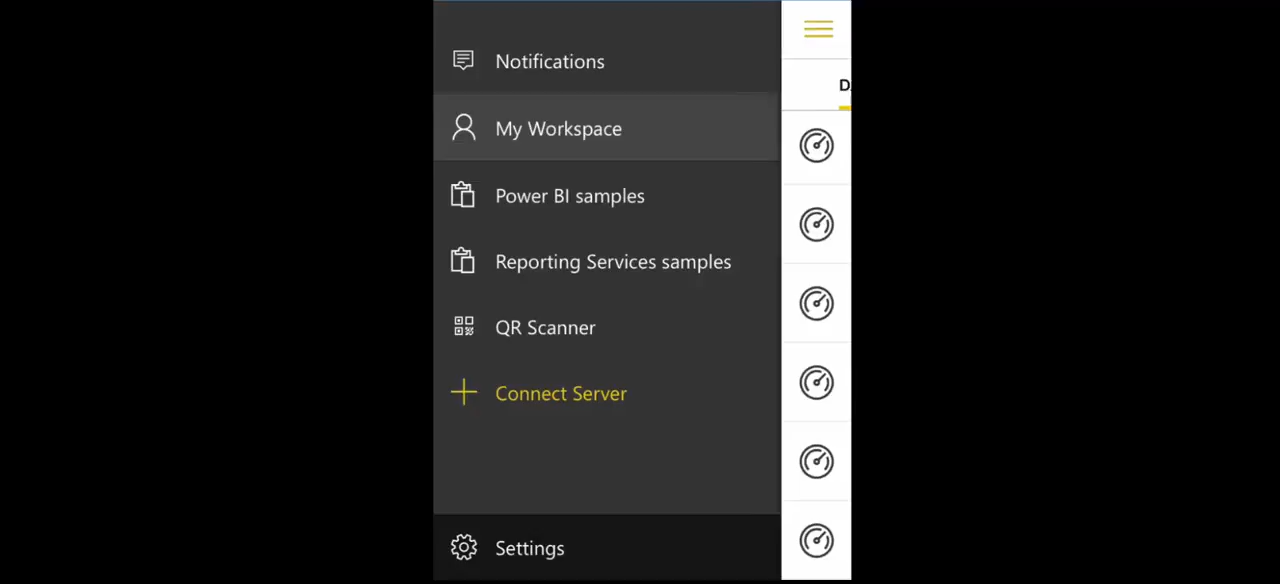 Notifications
My Workspace
Power BI samples
Reporting Services samples
QR Scanner
Connect Server
Settings